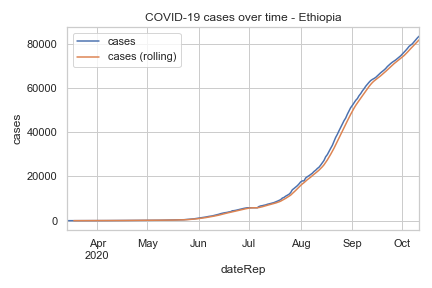 COVID-19 cases over time - Ethiopia
cases
cases (rolling)
80000
60000
40000
20000
0
cases
Apr May Jun Jul Aug Sep Oct
2020
dateRep